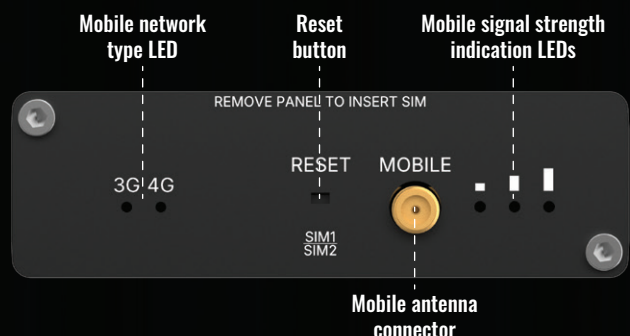 Mobile network
type LED
Reset
button
Mobile signal strength
indication LEDs
REMOVE PANEL TO INSERT SIM
RESET
MOBILE
3G 4G
SIM1
SIM2
Mobile antenna
connector